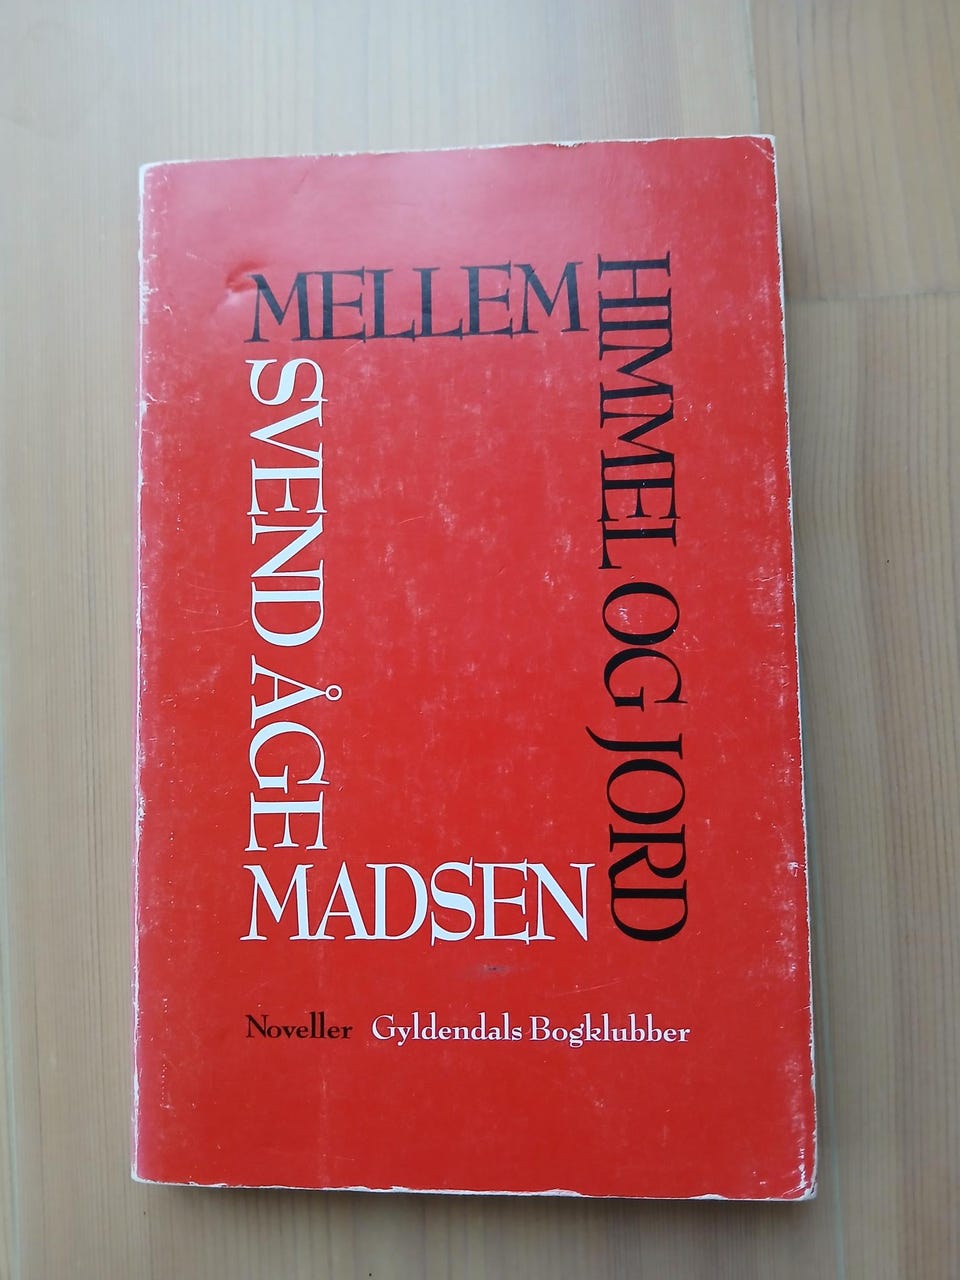 MELLEM
HIMMEL OG JORD
SVEND ÅGE
MADSEN
Noveller Gyldendals Bogklubber